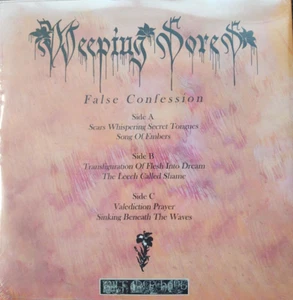 Weeping Sores
False Confession
Side A
Scars Whispering Secret Tongues
Song Of Embers
Side B
Transfiguration Of Flesh Into Dream
The Leech Called Shame
Side C
Valediction Prayer
Sinking Beneath The Waves